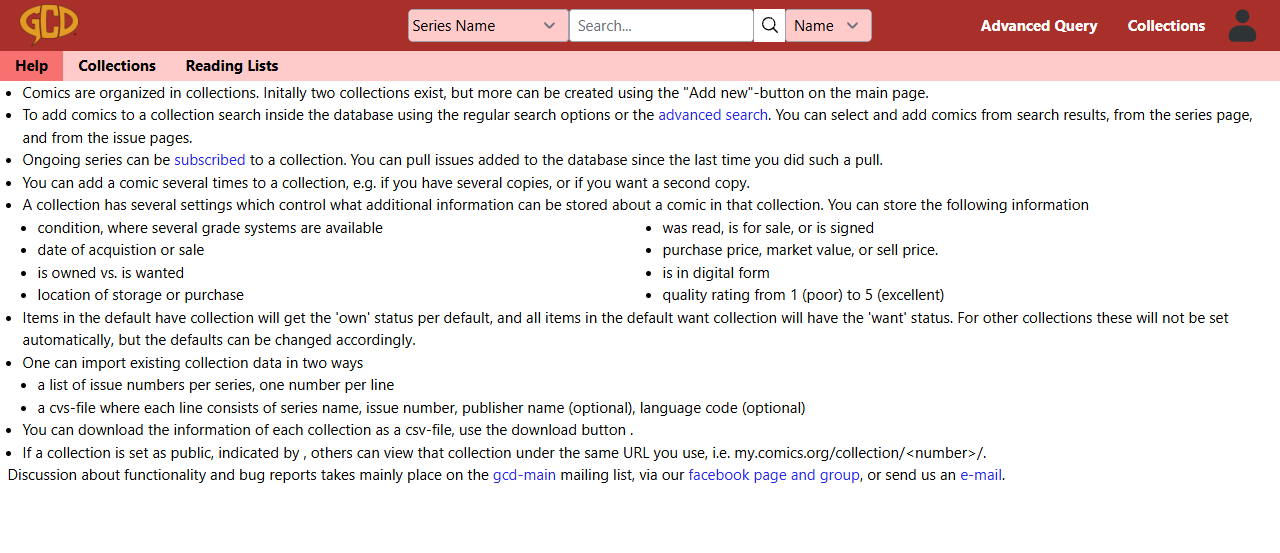 GCD
Series Name
Search...
Name
Advanced Query
Collections
Help
Collections
Reading Lists
Comics are organized in collections. Initally two collections exist, but more can be created using the "Add new"-button on the main page.
To add comics to a collection search inside the database using the regular search options or the advanced search. You can select and add comics from search results, from the series page,
and from the issue pages.
Ongoing series can be subscribed to a collection. You can pull issues added to the database since the last time you did such a pull.
You can add a comic several times to a collection, e.g. if you have several copies, or if you want a second copy.
A collection has several settings which control what additional information can be stored about a comic in that collection. You can store the following information
condition, where several grade systems are available
date of acquistion or sale
is owned vs. is wanted
location of storage or purchase
was read, is for sale, or is signed
purchase price, market value, or sell price.
is in digital form
quality rating from 1 (poor) to 5 (excellent)
Items in the default have collection will get the 'own' status per default, and all items in the default want collection will have the 'want' status. For other collections these will not be set
automatically, but the defaults can be changed accordingly.
One can import existing collection data in two ways
a list of issue numbers per series, one number per line
a cvs-file where each line consists of series name, issue number, publisher name (optional), language code (optional)
You can download the information of each collection as a csv-file, use the download button .
If a collection is set as public, indicated by , others can view that collection under the same URL you use, i.e. my.comics.org/collection/<number>/.
Discussion about functionality and bug reports takes mainly place on the gcd-main mailing list, via our facebook page and group, or send us an e-mail.